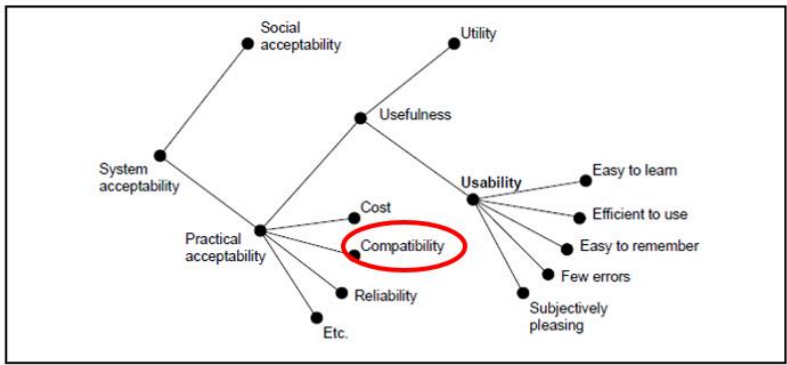 Social
acceptability
Utility
Usefulness
System
acceptability
Usability
Easy to learn
Cost
Efficient to use
Practical
acceptability
Compatibility
Easy to remember
Few errors
Reliability
Subjectively
pleasing
Etc.